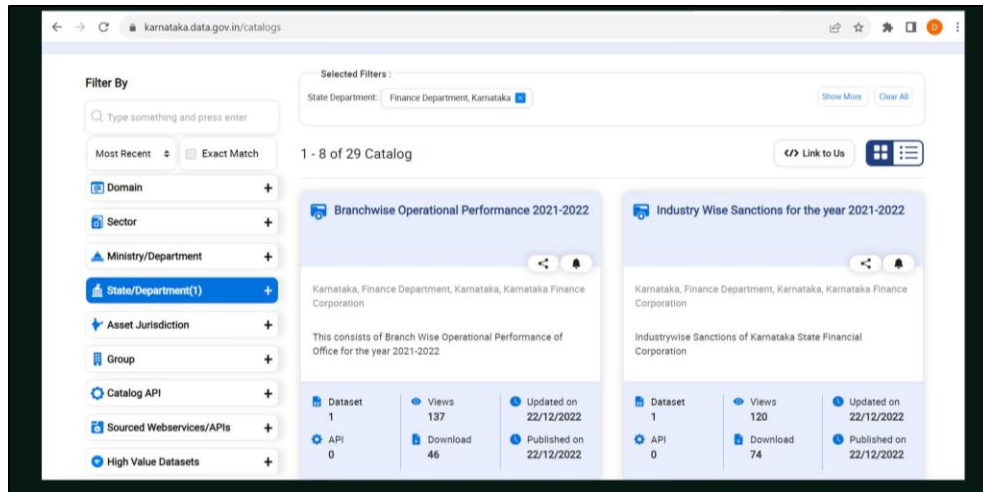 karnataka.data.gov.in/catalogs
D
Filter By
Type something and press enter
Most Recent
Exact Match
Domain +
Sector +
Ministry/Department +
State/Department(1) +
Asset Jurisdiction +
Group +
Catalog API +
Sourced Webservices/APIs +
High Value Datasets +
Selected Filters :
State Department: Finance Department, Karnataka x
Show More Clear All
1 - 8 of 29 Catalog
</> Link to Us
Branchwise Operational Performance 2021-2022
Karnataka, Finance Department, Karnataka, Karnataka Finance
Corporation
This consists of Branch Wise Operational Performance of
Office for the year 2021-2022
Dataset Views Updated on
1 137 22/12/2022
API Download Published on
0 46 22/12/2022
Industry Wise Sanctions for the year 2021-2022
Karnataka, Finance Department, Karnataka, Karnataka Finance
Corporation
Industrywise Sanctions of Karnataka State Financial
Corporation
Dataset Views Updated on
1 120 22/12/2022
API Download Published on
0 74 22/12/2022